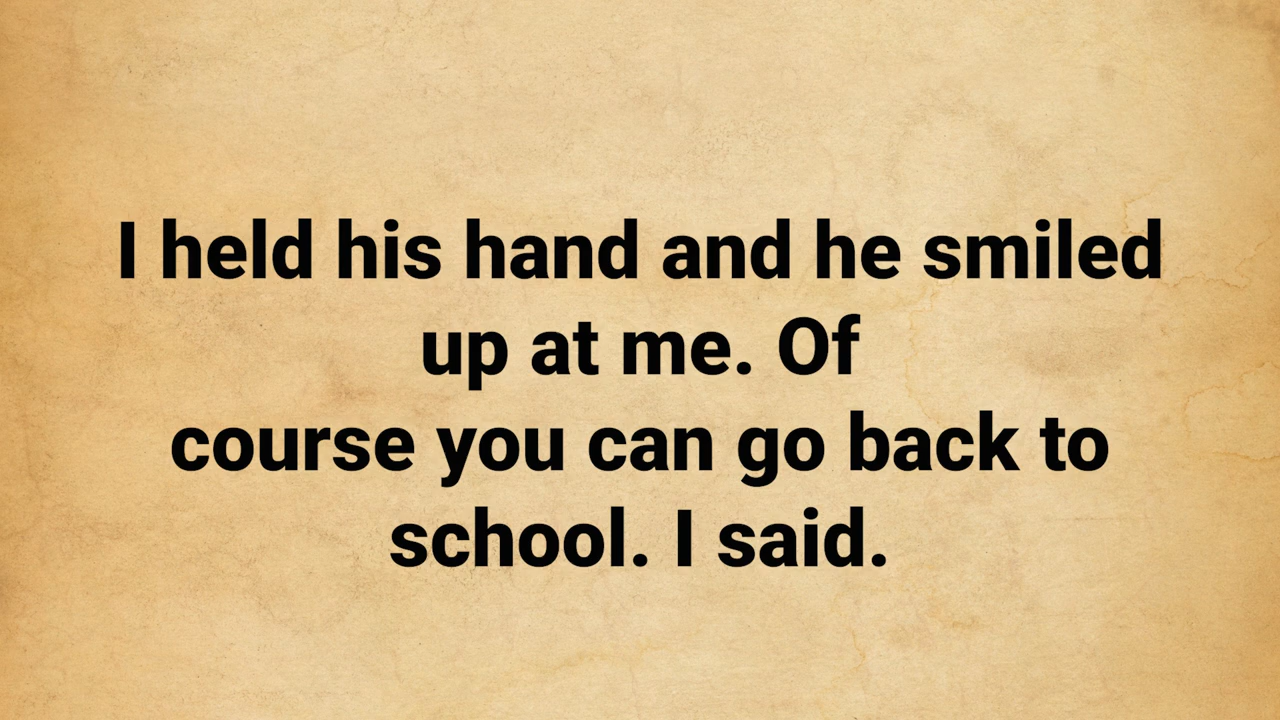 I held his hand and he smiled
up at me. Of
course you can go back to
school. I said.